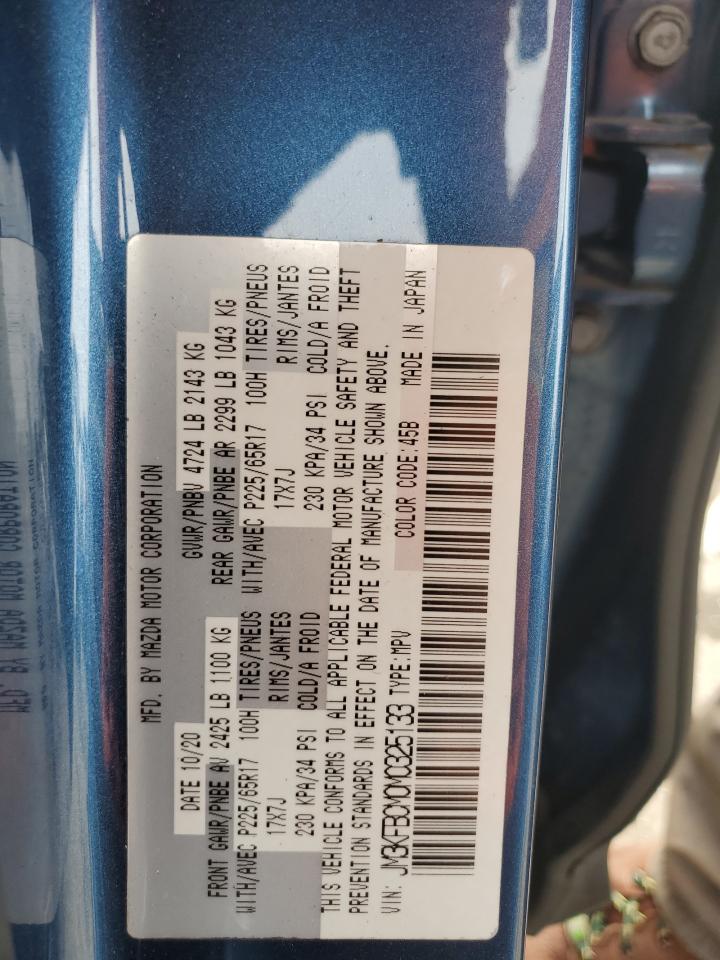 MFD. BY MAZDA MOTOR CORPORATION
DATE 10/20 GVWR/PNBV 4724 LB 2143 KG
FRONT GAWR/PNBE AV 2425 LB 1100 KG REAR GAWR/PNBE AR 2299 LB 1043 KG
WITH/AVEC P225/65R17 100H TIRES/PNEUS WITH/AVEC P225/65R17 100H TIRES/PNEUS
17X7J RIMS/JANTES 17X7J RIMS/JANTES
230 KPA/34 PSI COLD/A FROID 230 KPA/34 PSI COLD/A FROID
THIS VEHICLE CONFORMS TO ALL APPLICABLE FEDERAL MOTOR VEHICLE SAFETY AND THEFT
PREVENTION STANDARDS IN EFFECT ON THE DATE OF MANUFACTURE SHOWN ABOVE.
VIN: JM3KFBCM0M0325133 TYPE:MPV COLOR CODE:45B MADE IN JAPAN